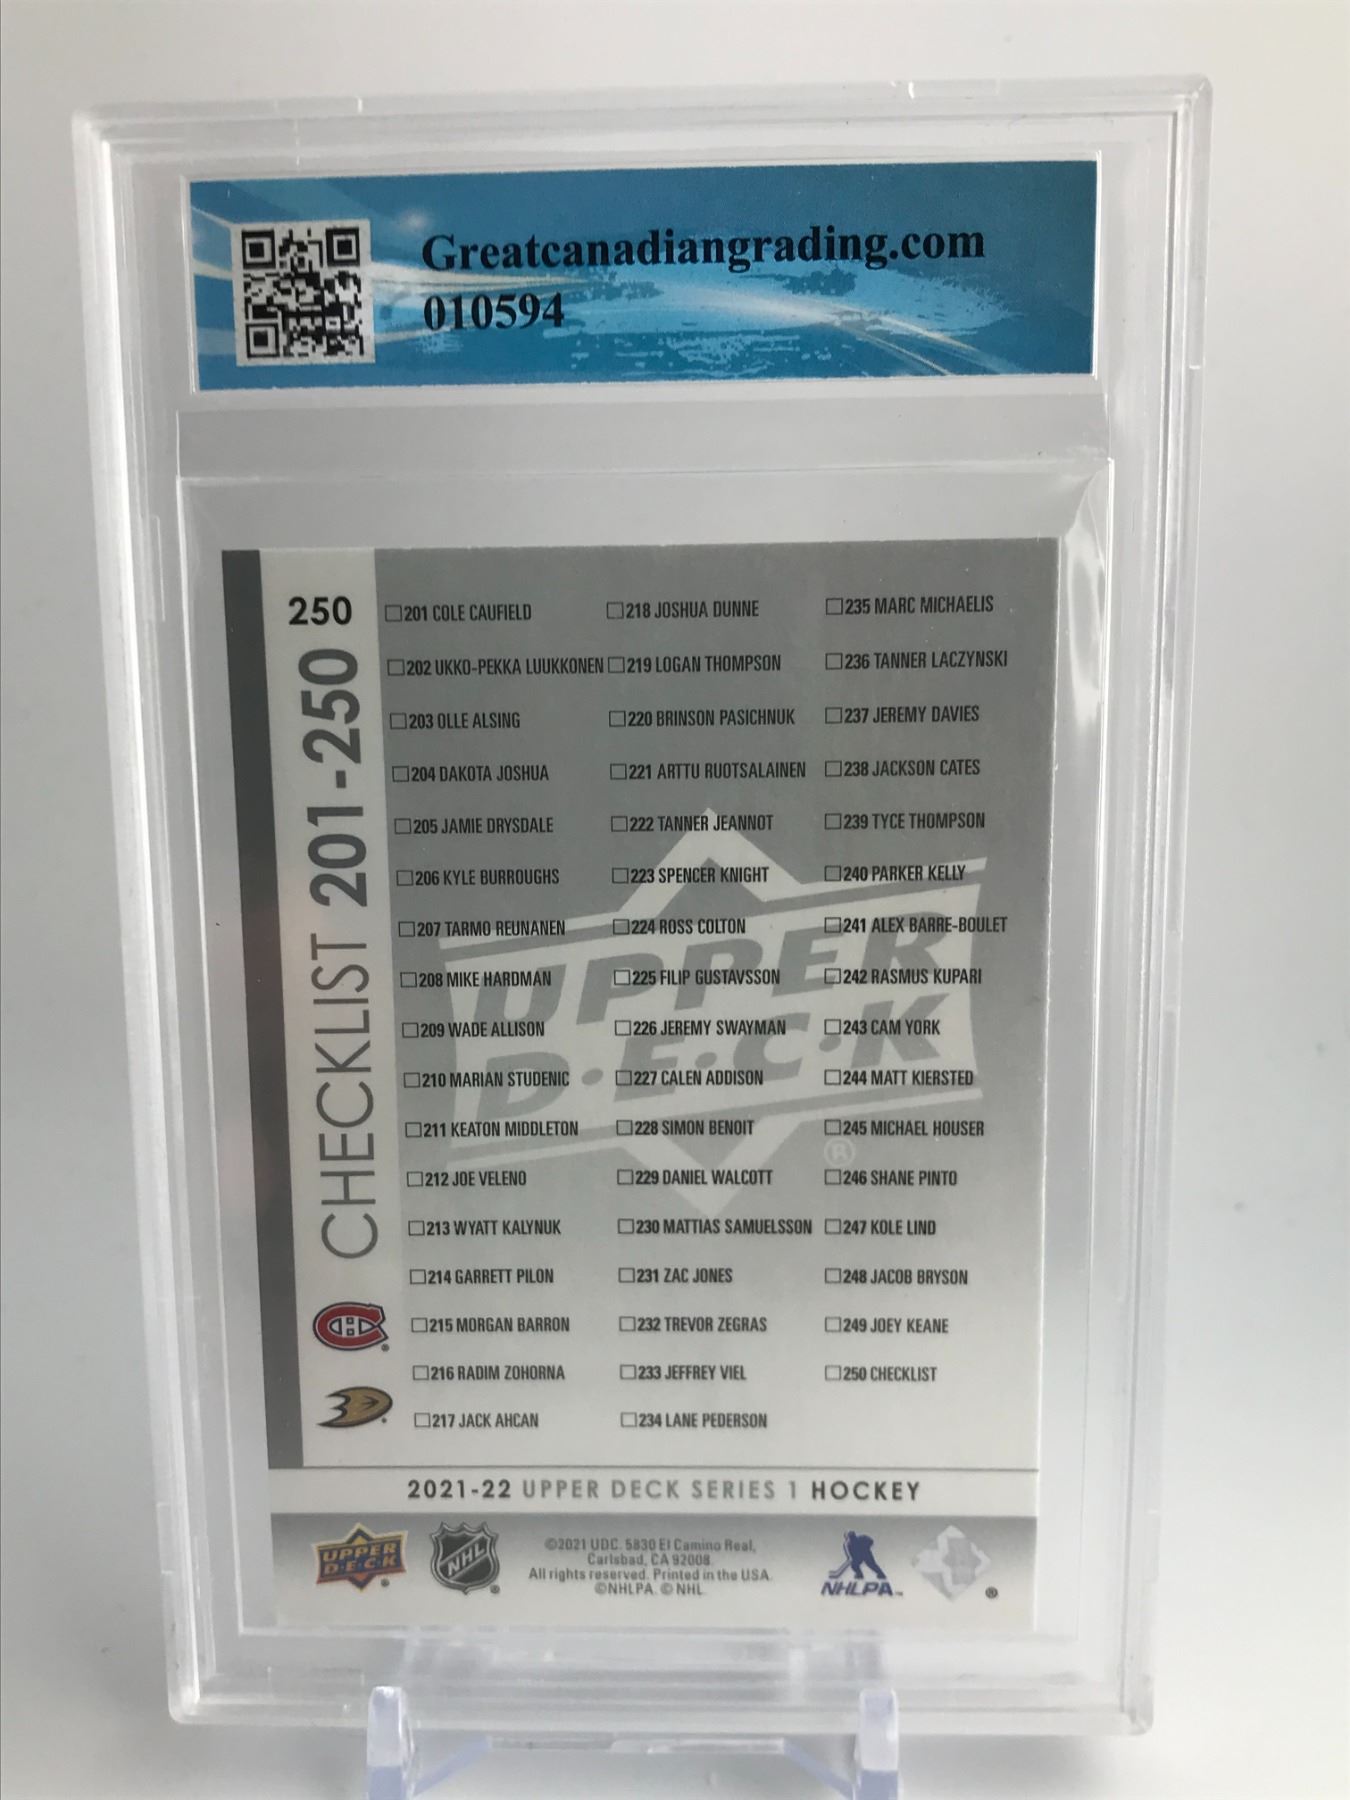 Greatcanadiangrading.com
010594
250
CHECKLIST 201-250
201 COLE CAUFIELD
202 UKKO-PEKKA LUUKKONEN
203 OLLE ALSING
204 DAKOTA JOSHUA
205 JAMIE DRYSDALE
206 KYLE BURROUGHS
207 TARMO REUNANEN
208 MIKE HARDMAN
209 WADE ALLISON
210 MARIAN STUDENIC
211 KEATON MIDDLETON
212 JOE VELENO
213 WYATT KALYNUK
214 GARRETT PILON
215 MORGAN BARRON
216 RADIM ZOHORNA
217 JACK AHCAN
218 JOSHUA DUNNE
219 LOGAN THOMPSON
220 BRINSON PASICHNUK
221 ARTTU RUOTSALAINEN
222 TANNER JEANNOT
223 SPENCER KNIGHT
224 ROSS COLTON
225 FILIP GUSTAVSSON
226 JEREMY SWAYMAN
227 CALEN ADDISON
228 SIMON BENOIT
229 DANIEL WALCOTT
230 MATTIAS SAMUELSSON
231 ZAC JONES
232 TREVOR ZEGRAS
233 JEFFREY VIEL
234 LANE PEDERSON
235 MARC MICHAELIS
236 TANNER LACZYNSKI
237 JEREMY DAVIES
238 JACKSON CATES
239 TYCE THOMPSON
240 PARKER KELLY
241 ALEX BARRE-BOULET
242 RASMUS KUPARI
243 CAM YORK
244 MATT KIERSTED
245 MICHAEL HOUSER
246 SHANE PINTO
247 KOLE LIND
248 JACOB BRYSON
249 JOEY KEANE
250 CHECKLIST
UPPER
D·E·C·K
®
2021-22 UPPER DECK SERIES 1 HOCKEY
UPPER
D·E·C·K
NHL
©2021 UDC. 5830 El Camino Real,
Carlsbad, CA 92008.
All rights reserved. Printed in the USA.
©NHLPA. © NHL
NHLPA™
®